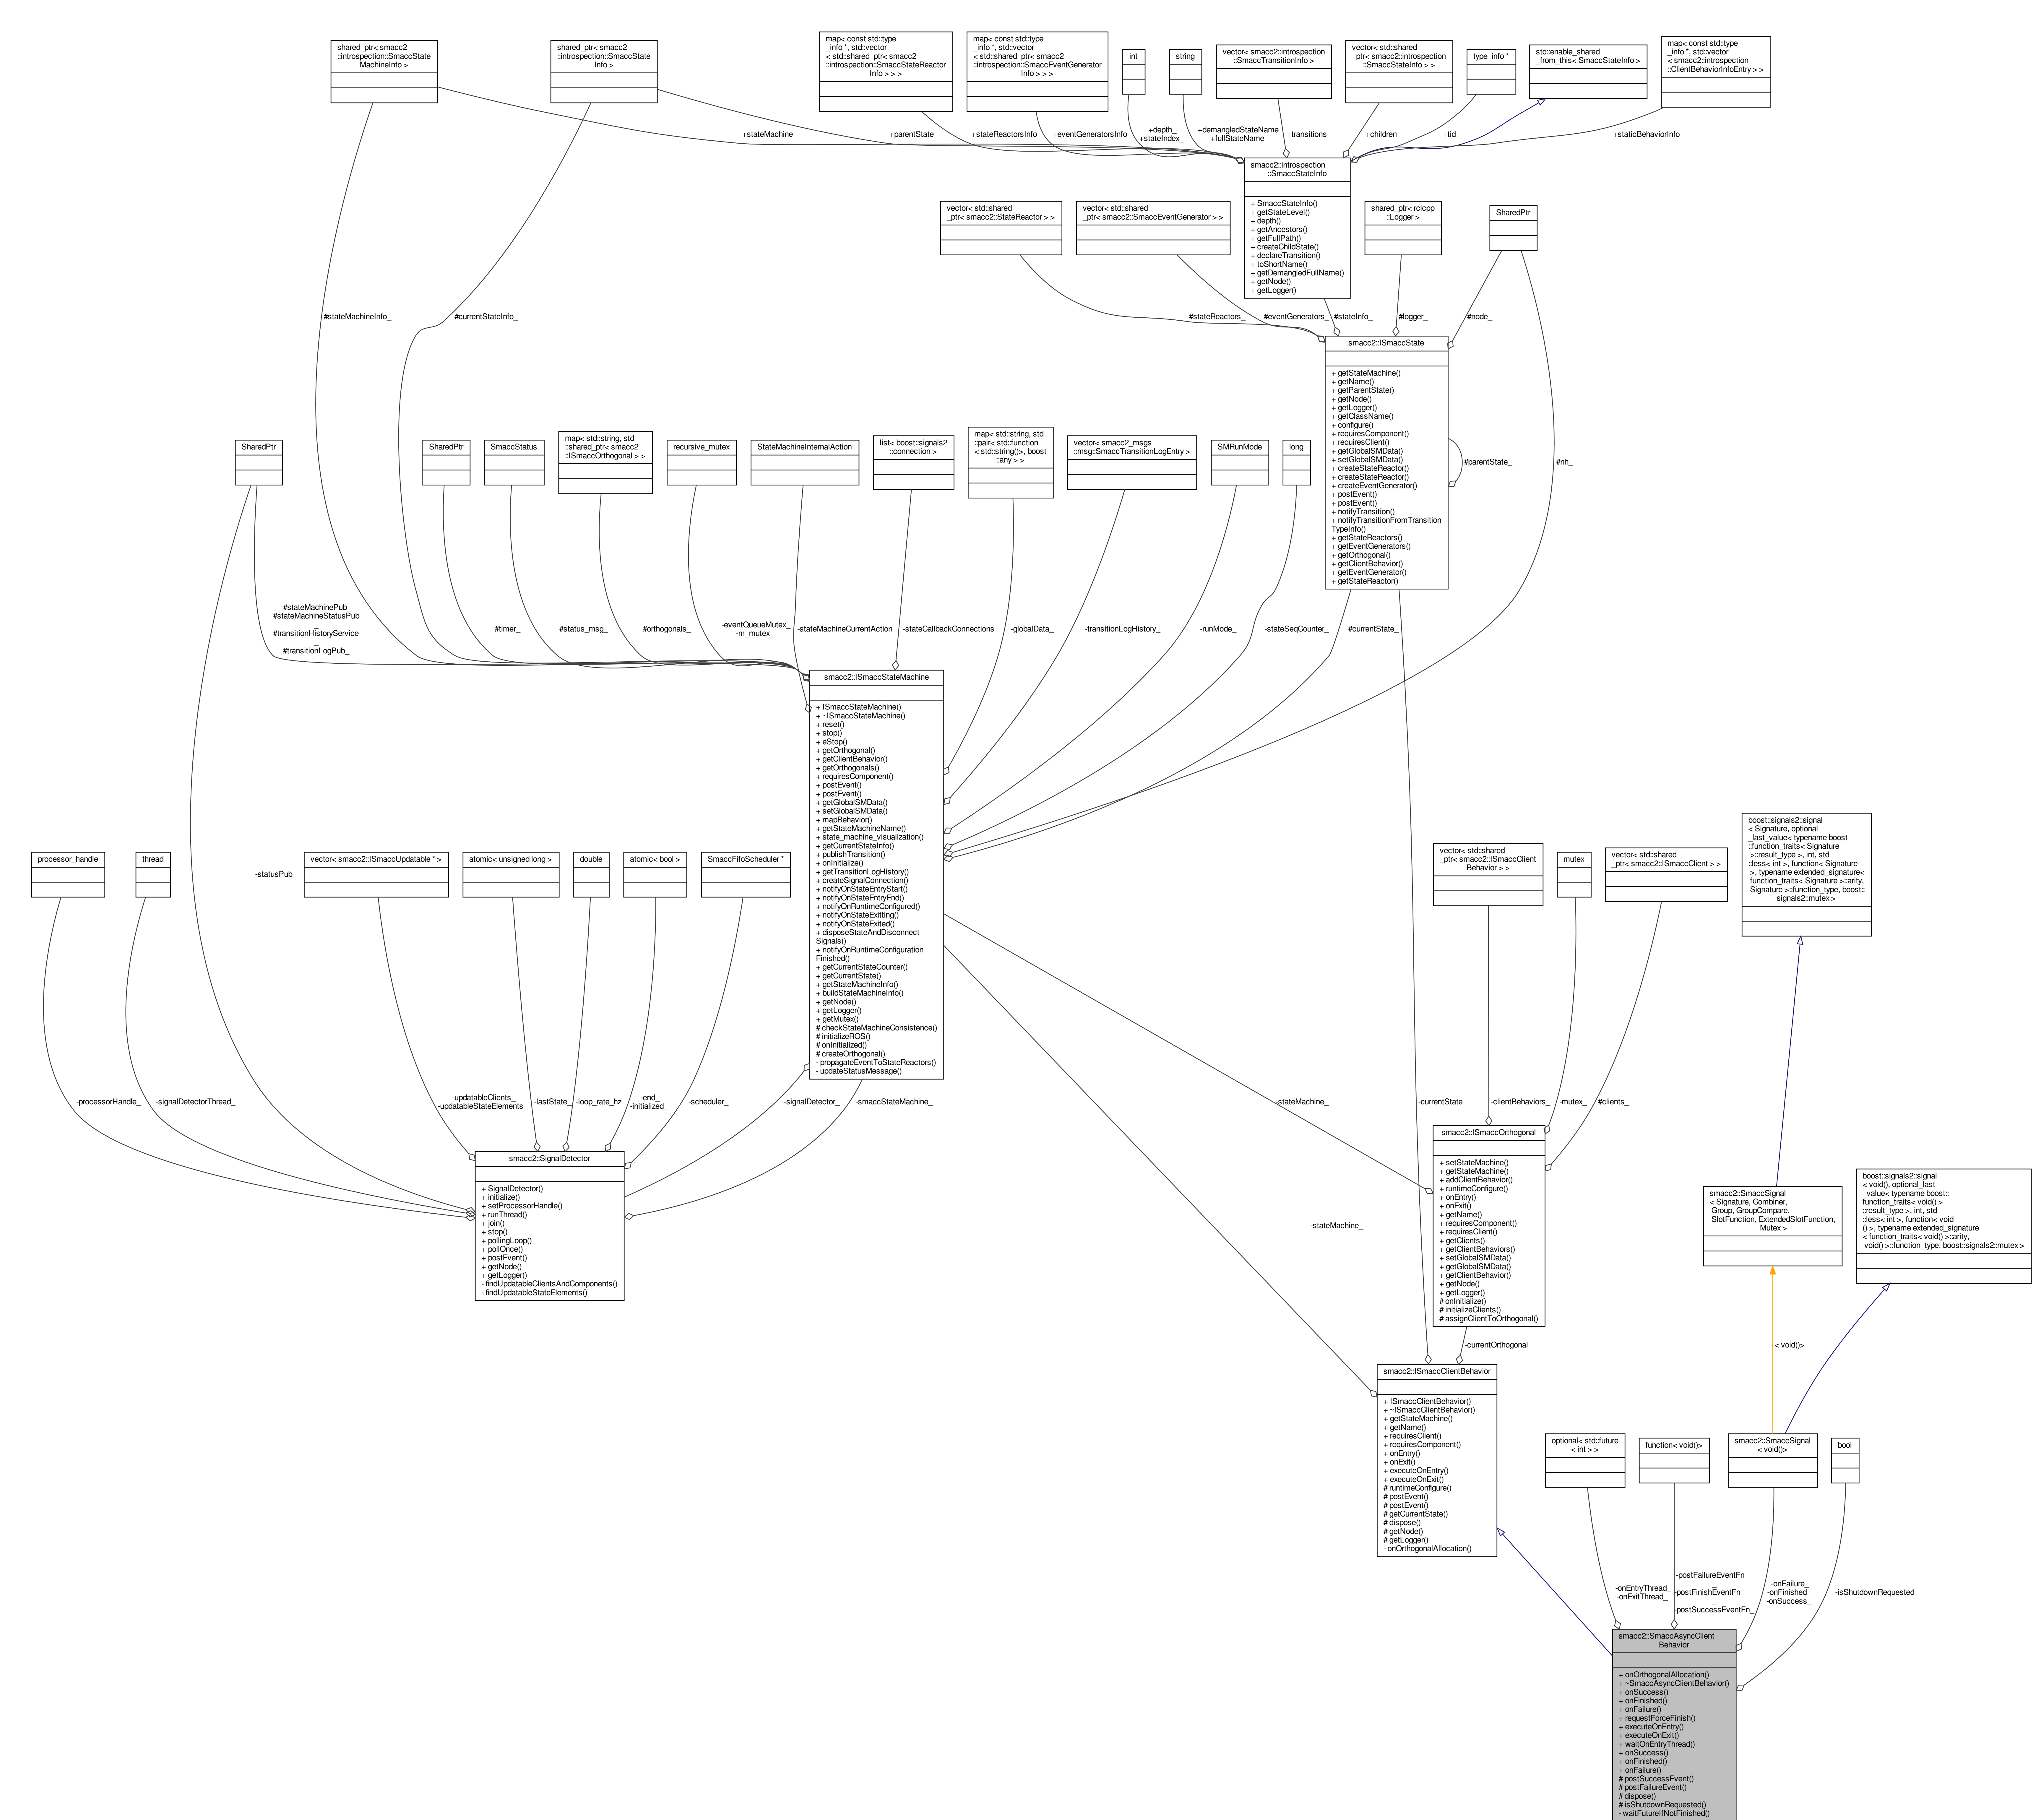 shared_ptr< smacc2
::introspection::SmaccState
MachineInfo >
shared_ptr< smacc2
::introspection::SmaccState
Info >
map< const std::type
_info *, std::vector
< std::shared_ptr< smacc2
::introspection::SmaccStateReactor
Info > > >
map< const std::type
_info *, std::vector
< std::shared_ptr< smacc2
::introspection::SmaccEventGenerator
Info > > >
int
string
vector< smacc2::introspection
::SmaccTransitionInfo >
vector< std::shared
_ptr< smacc2::introspection
::SmaccStateInfo > >
type_info *
std::enable_shared
_from_this< SmaccStateInfo >
map< const std::type
_info *, std::vector
< smacc2::introspection
::ClientBehaviorInfoEntry > >
+stateMachine_
+parentState_
+stateReactorsInfo
+eventGeneratorsInfo
+depth_
+stateIndex_
+demangledStateName
+fullStateName
+transitions_
+children_
+tid_
+staticBehaviorInfo
smacc2::introspection
::SmaccStateInfo
+ SmaccStateInfo()
+ getStateLevel()
+ depth()
+ getAncestors()
+ getFullPath()
+ createChildState()
+ declareTransition()
+ toShortName()
+ getDemangledFullName()
+ getNode()
+ getLogger()
vector< std::shared
_ptr< smacc2::StateReactor > >
vector< std::shared
_ptr< smacc2::SmaccEventGenerator > >
shared_ptr< rclcpp
::Logger >
SharedPtr
#stateMachineInfo_
#currentStateInfo_
#stateReactors_
#eventGenerators_
#stateInfo_
#logger_
#node_
smacc2::ISmaccState
+ getStateMachine()
+ getName()
+ getParentState()
+ getNode()
+ getLogger()
+ getClassName()
+ configure()
+ requiresComponent()
+ requiresClient()
+ getGlobalSMData()
+ setGlobalSMData()
+ createStateReactor()
+ createStateReactor()
+ createEventGenerator()
+ postEvent()
+ postEvent()
+ notifyTransition()
+ notifyTransitionFromTransition
TypeInfo()
+ getStateReactors()
+ getEventGenerators()
+ getOrthogonal()
+ getClientBehavior()
+ getEventGenerator()
+ getStateReactor()
#parentState_
#nh_
SharedPtr
SharedPtr
SmaccStatus
map< std::string, std
::shared_ptr< smacc2
::ISmaccOrthogonal > >
recursive_mutex
StateMachineInternalAction
list< boost::signals2
::connection >
map< std::string, std
::pair< std::function
< std::string()>, boost
::any > >
vector< smacc2_msgs
::msg::SmaccTransitionLogEntry >
SMRunMode
long
#stateMachinePub_
#stateMachineStatusPub
_
#transitionHistoryService
_
#transitionLogPub_
#timer_
#status_msg_
#orthogonals_
-eventQueueMutex_
-m_mutex_
-stateMachineCurrentAction
-stateCallbackConnections
-globalData_
-transitionLogHistory_
-runMode_
-stateSeqCounter_
#currentState_
smacc2::ISmaccStateMachine
+ ISmaccStateMachine()
+ ~ISmaccStateMachine()
+ reset()
+ stop()
+ eStop()
+ getOrthogonal()
+ getClientBehavior()
+ getOrthogonals()
+ requiresComponent()
+ postEvent()
+ postEvent()
+ getGlobalSMData()
+ setGlobalSMData()
+ mapBehavior()
+ getStateMachineName()
+ state_machine_visualization()
+ getCurrentStateInfo()
+ publishTransition()
+ onInitialize()
+ getTransitionLogHistory()
+ createSignalConnection()
+ notifyOnStateEntryStart()
+ notifyOnStateEntryEnd()
+ notifyOnRuntimeConfigured()
+ notifyOnStateExitting()
+ notifyOnStateExited()
+ disposeStateAndDisconnect
Signals()
+ notifyOnRuntimeConfiguration
Finished()
+ getCurrentStateCounter()
+ getCurrentState()
+ getStateMachineInfo()
+ buildStateMachineInfo()
+ getNode()
+ getLogger()
+ getMutex()
# checkStateMachineConsistence()
# initializeROS()
# onInitialized()
# createOrthogonal()
- propagateEventToStateReactors()
- updateStatusMessage()
processor_handle
thread
-statusPub_
vector< smacc2::ISmaccUpdatable * >
atomic< unsigned long >
double
atomic< bool >
SmaccFifoScheduler *
-processorHandle_
-signalDetectorThread_
-updatableClients_
-updatableStateElements_
-lastState_
-loop_rate_hz
-end_
-initialized_
-scheduler_
-signalDetector_
-smaccStateMachine_
smacc2::SignalDetector
+ SignalDetector()
+ initialize()
+ setProcessorHandle()
+ runThread()
+ join()
+ stop()
+ pollingLoop()
+ pollOnce()
+ postEvent()
+ getNode()
+ getLogger()
- findUpdatableClientsAndComponents()
- findUpdatableStateElements()
vector< std::shared
_ptr< smacc2::ISmaccClient
Behavior > >
mutex
vector< std::shared
_ptr< smacc2::ISmaccClient > >
boost::signals2::signal
< Signature, optional
_last_value< typename boost
::function_traits< Signature
>::result_type >, int, std
::less< int >, function< Signature
>, typename extended_signature<
function_traits< Signature >::arity,
Signature >::function_type, boost::
signals2::mutex >
-stateMachine_
-currentState
-clientBehaviors_
-mutex_
#clients_
smacc2::ISmaccOrthogonal
+ setStateMachine()
+ getStateMachine()
+ addClientBehavior()
+ runtimeConfigure()
+ onEntry()
+ onExit()
+ getName()
+ requiresComponent()
+ requiresClient()
+ getClients()
+ getClientBehaviors()
+ setGlobalSMData()
+ getGlobalSMData()
+ getClientBehavior()
+ getNode()
+ getLogger()
# onInitialize()
# initializeClients()
# assignClientToOrthogonal()
smacc2::SmaccSignal
< Signature, Combiner,
Group, GroupCompare,
SlotFunction, ExtendedSlotFunction,
Mutex >
boost::signals2::signal
< void(), optional_last
_value< typename boost::
function_traits< void() >
::result_type >, int, std
::less< int >, function< void
() >, typename extended_signature
< function_traits< void() >::arity,
void() >::function_type, boost::signals2::mutex >
-stateMachine_
-currentOrthogonal
< void()>
smacc2::ISmaccClientBehavior
+ ISmaccClientBehavior()
+ ~ISmaccClientBehavior()
+ getStateMachine()
+ getName()
+ requiresClient()
+ requiresComponent()
+ onEntry()
+ onExit()
+ executeOnEntry()
+ executeOnExit()
# runtimeConfigure()
# postEvent()
# postEvent()
# getCurrentState()
# dispose()
# getNode()
# getLogger()
- onOrthogonalAllocation()
optional< std::future
< int > >
function< void()>
smacc2::SmaccSignal
< void()>
bool
-onEntryThread_
-onExitThread_
-postFailureEventFn
_
-postFinishEventFn
_
-postSuccessEventFn_
-onFailure_
-onFinished_
-onSuccess_
-isShutdownRequested_
smacc2::SmaccAsyncClient
Behavior
+ onOrthogonalAllocation()
+ ~SmaccAsyncClientBehavior()
+ onSuccess()
+ onFinished()
+ onFailure()
+ requestForceFinish()
+ executeOnEntry()
+ executeOnExit()
+ waitOnEntryThread()
+ onSuccess()
+ onFinished()
+ onFailure()
# postSuccessEvent()
# postFailureEvent()
# dispose()
# isShutdownRequested()
- waitFutureIfNotFinished()